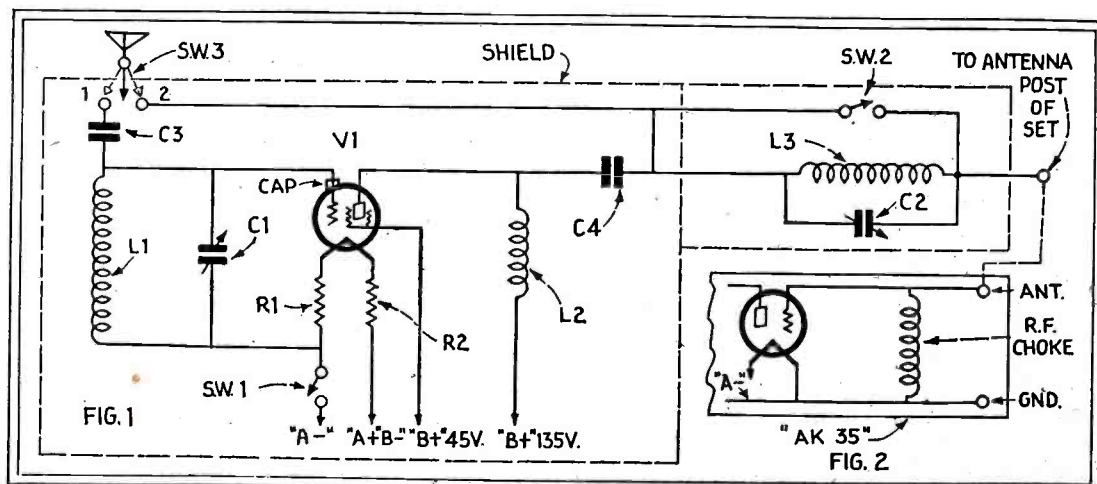 S.W.3
SHIELD
S.W.2
TO ANTENNA
POST
OF
SET
1
2
C3
V1
L3
CAP
C4
C2
L1
C1
R1
R2
L2
ANT.
R.F.
CHOKE
S.W.1
"A-"
GND.
FIG.1
"A-" "A+"B-" "B+"45V. "B+"135V.
"AK 35"
FIG. 2